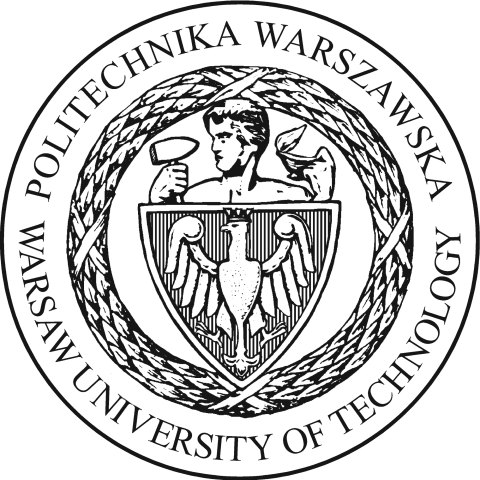 POLITECHNIKA WARSZAWSKA
WARSAW UNIVERSITY OF TECHNOLOGY